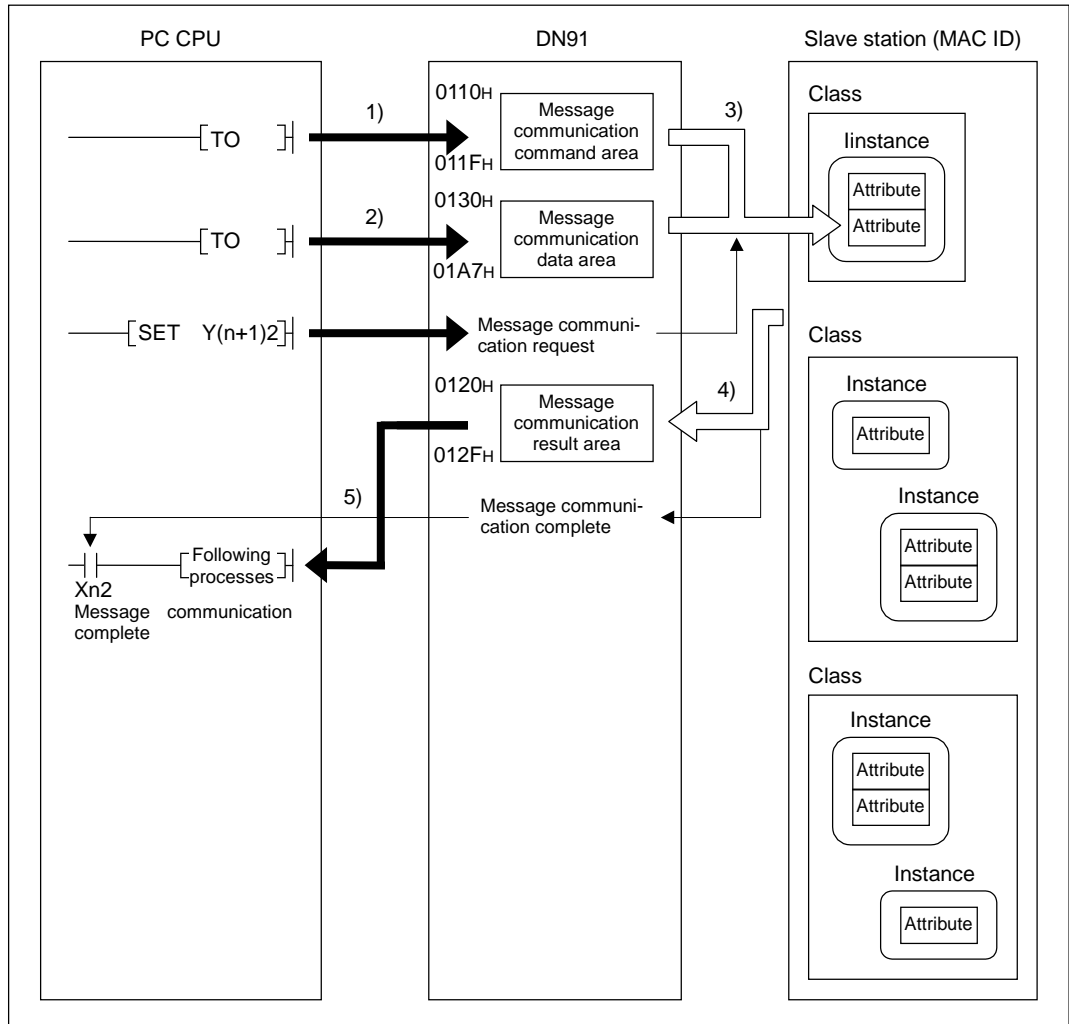 PC CPU
DN91
Slave station (MAC ID)
TO
1)
0110H
Message
communication
command area
011FH
3)
Class
Iinstance
Attribute
Attribute
TO
2)
0130H
Message
communication
data area
01A7H
SET Y(n+1)2
Message communi-
cation request
0120H
Message
communication
result area
012FH
4)
Class
Instance
Attribute
Instance
Attribute
Attribute
5)
Message communi-
cation complete
Following
processes
Xn2
Message communication
complete
Class
Instance
Attribute
Attribute
Instance
Attribute